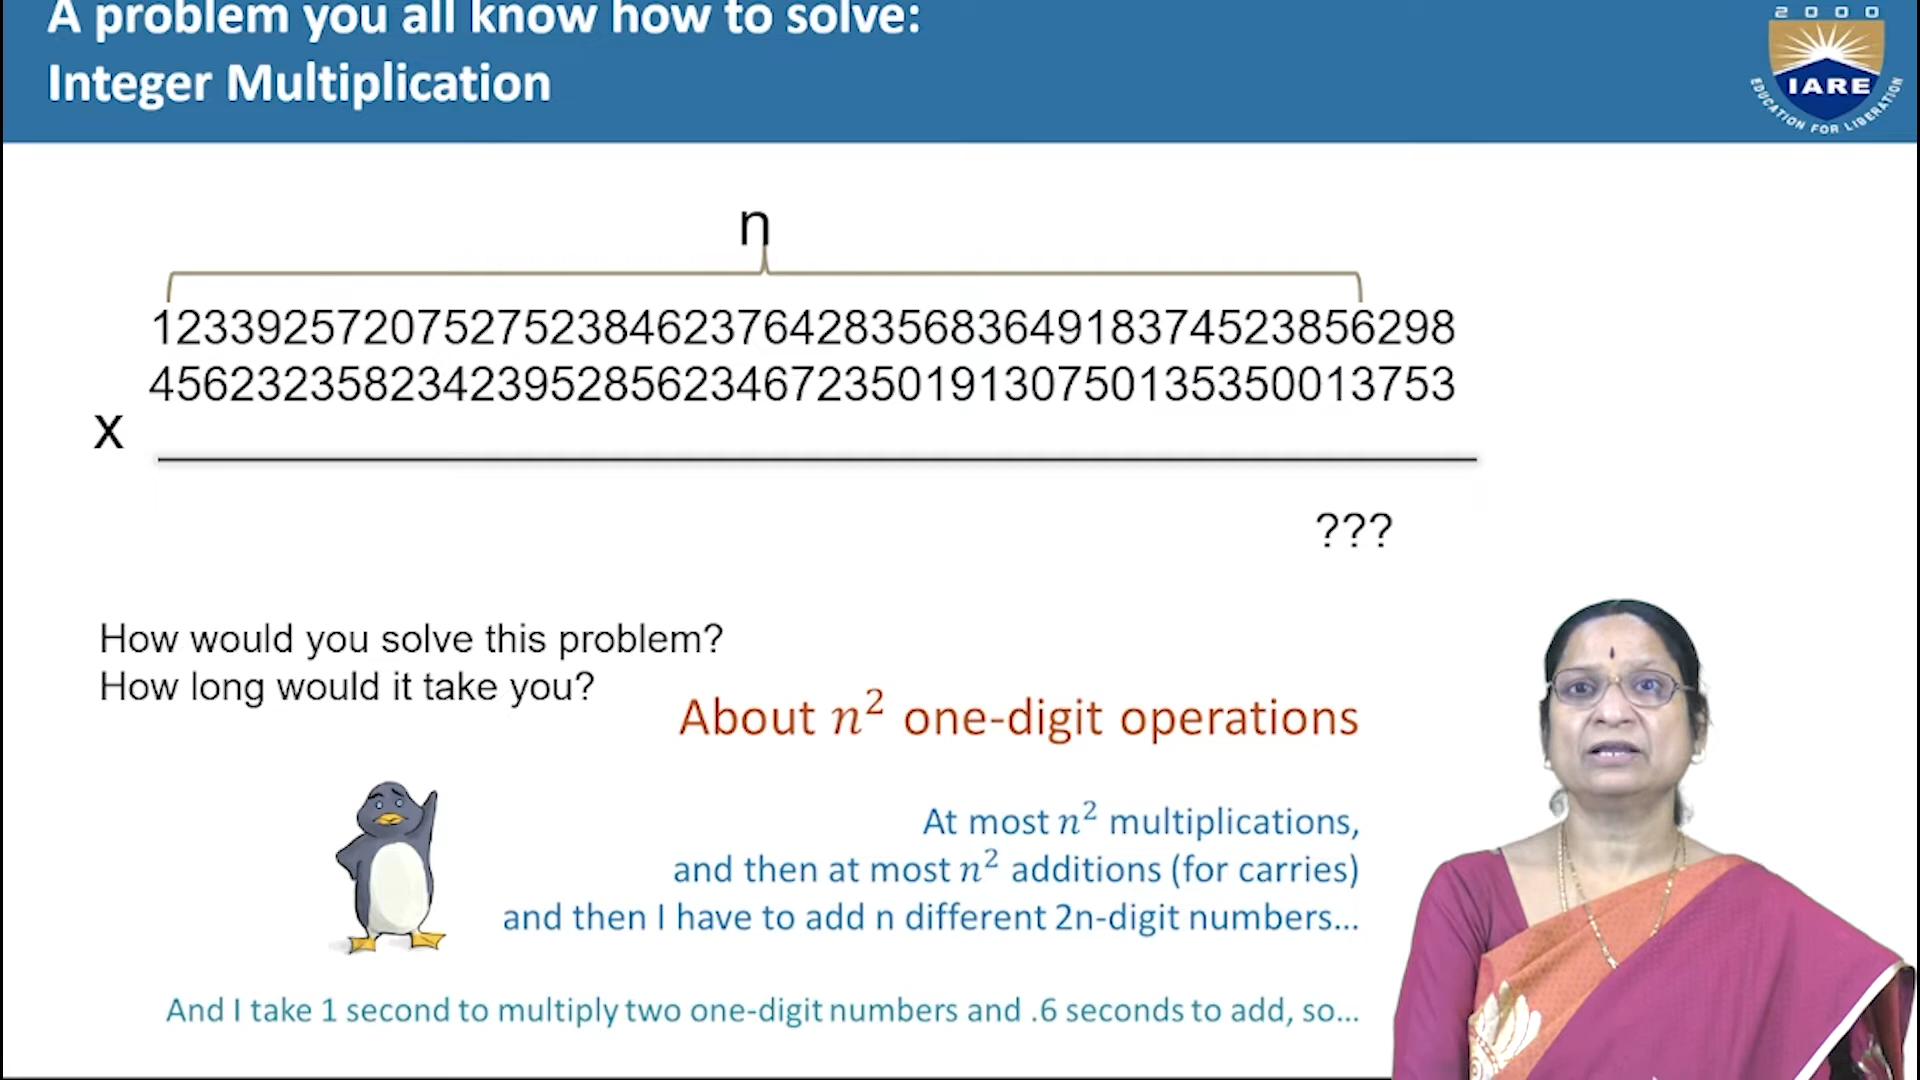 A problem you all know how to solve:
Integer Multiplication
2000
IARE
EDUCATION FOR LIBERATION
n
1233925720752752384623764283568364918374523856298
4562323582342395285623467235019130750135350013753
x
???
How would you solve this problem?
How long would it take you?
About n² one-digit operations
At most n² multiplications,
and then at most n² additions (for carries)
and then I have to add n different 2n-digit numbers...
And I take 1 second to multiply two one-digit numbers and .6 seconds to add, so...